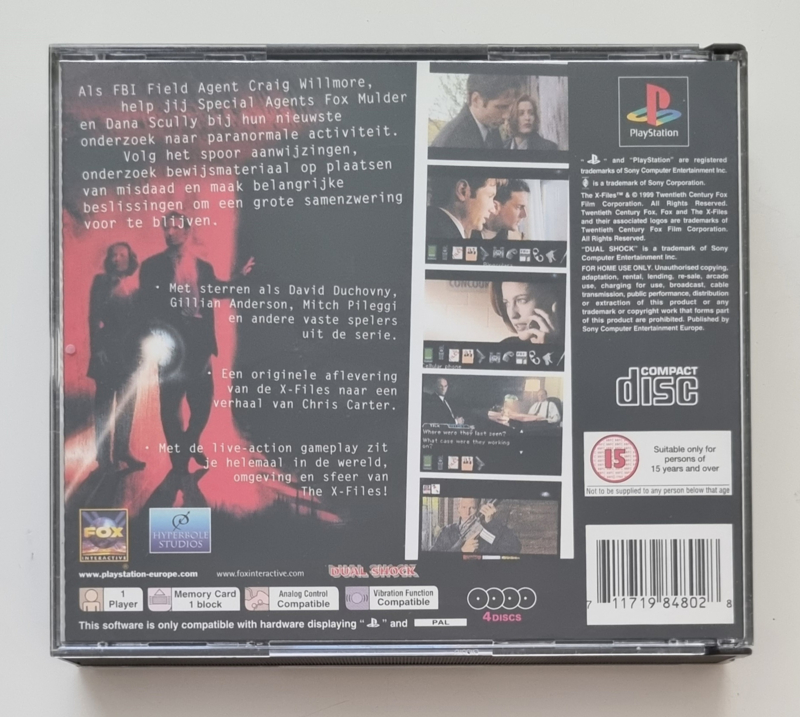 Als FBI Field Agent Craig Willmore,
help jij Special Agents Fox Mulder
en Dana Scully bij hun nieuwste
onderzoek naar paranormale activiteit.
Volg het spoor aanwijzingen,
onderzoek bewijsmateriaal op plaatsen
van misdaad en maak belangrijke
beslissingen om een grote samenzwering
voor te blijven.
· Met sterren als David Duchovny,
Gillian Anderson, Mitch Pileggi
en andere vaste spelers
uit de serie.
· Een originele aflevering
van de X-Files naar een
verhaal van Chris Carter.
· Met de live-action gameplay zit
je helemaal in de wereld,
omgeving en sfeer van
The X-Files!
FOX
INTERACTIVE
HYPERBOLE
STUDIOS
www.playstation-europe.com
www.foxinteractive.com
DUAL SHOCK
1
Player
Memory Card
1 block
Analog Control
Compatible
Vibration Function
Compatible
4 DISCS
This software is only compatible with hardware displaying " " and PAL
cellular phone
Where were they last seen?
What case were they working
on?
PlayStation
" " and "PlayStation" are registered
trademarks of Sony Computer Entertainment Inc.
is a trademark of Sony Corporation.
The X-Files™ & © 1999 Twentieth Century Fox
Film Corporation. All Rights Reserved.
Twentieth Century Fox, Fox and The X-Files
and their associated logos are trademarks of
Twentieth Century Fox Film Corporation.
All Rights Reserved.
"DUAL SHOCK" is a trademark of Sony
Computer Entertainment Inc.
FOR HOME USE ONLY. Unauthorised copying,
adaptation, rental, lending, re-sale, arcade
use, charging for use, broadcast, cable
transmission, public performance, distribution
or extraction of this product or any
trademark or copyright work that forms part
of this product are prohibited. Published by
Sony Computer Entertainment Europe.
COMPACT
disc
15
Suitable only for
persons of
15 years and over
Not to be supplied to any person below that age
7 11719 84802 8